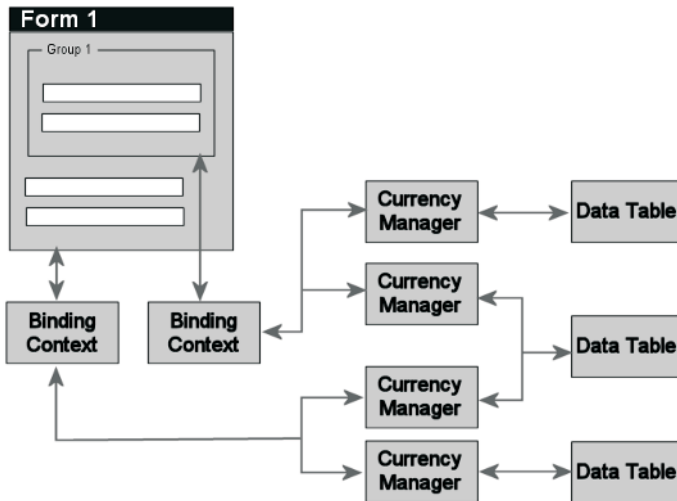 Form 1
Group 1
Binding
Context
Binding
Context
Currency
Manager
Data Table
Currency
Manager
Data Table
Currency
Manager
Currency
Manager
Data Table